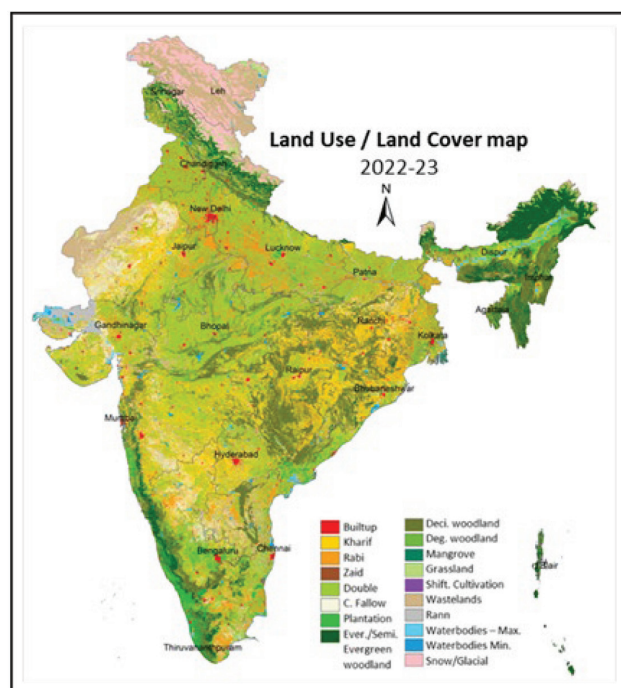 Land Use / Land Cover map
2022-23
N
Srinagar
Leh
Chandigarh
New Delhi
Jaipur
Lucknow
Dispur
Patna
Imphal
Agartala
Gandhinagar
Bhopal
Ranchi
Kolkata
Raipur
Bhubaneshwar
Mumbai
Hyderabad
Bengaluru
Chennai
Thiruvananthpuram
Builtup
Kharif
Rabi
Zaid
Double
C. Fallow
Plantation
Ever./Semi.
Evergreen
woodland
Deci. woodland
Deg. woodland
Mangrove
Grassland
Shift. Cultivation
Wastelands
Rann
Waterbodies – Max.
Waterbodies Min.
Snow/Glacial